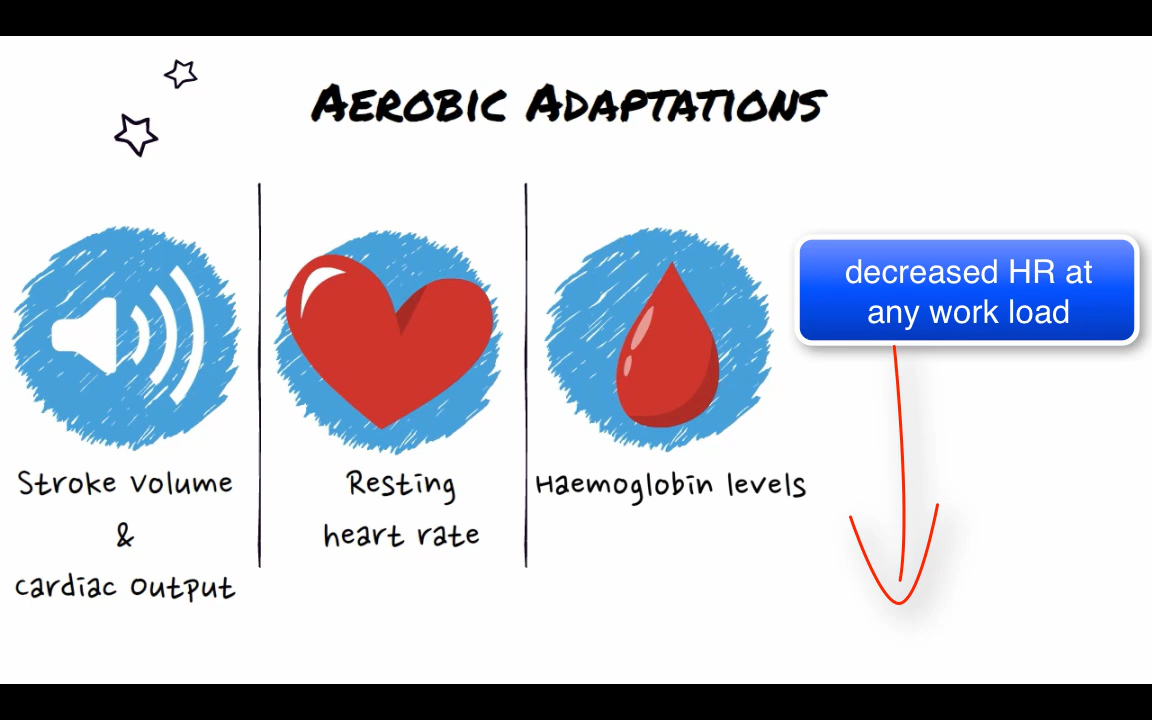 Aerobic Adaptations
Stroke Volume
&
Cardiac Output
Resting
heart rate
Haemoglobin levels
decreased HR at
any work load